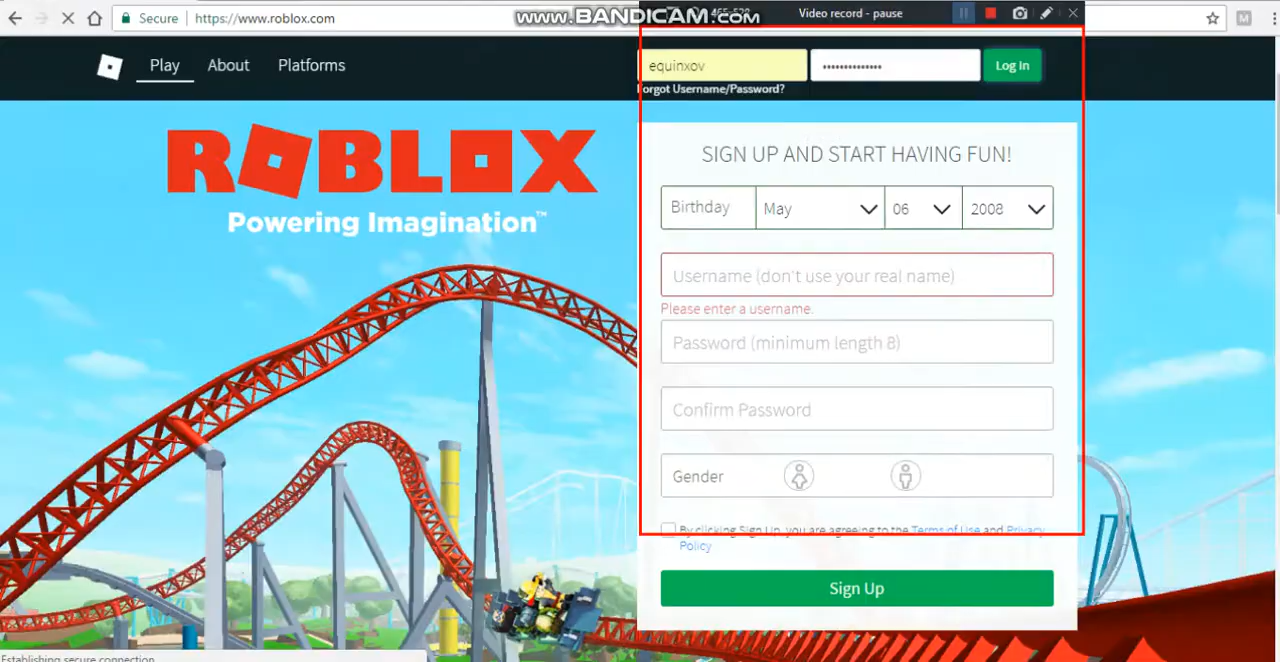 Secure https://www.roblox.com
www.BANDICAM.com
Video record - pause
Play About Platforms
equinxov
Log In
Forgot Username/Password?
ROBLOX
Powering Imagination™
SIGN UP AND START HAVING FUN!
Birthday May 06 2008
Username (don't use your real name)
Please enter a username.
Password (minimum length 8)
Confirm Password
Gender
By clicking Sign Up, you are agreeing to the Terms of Use and Privacy
Policy
Sign Up
Establishing secure connection